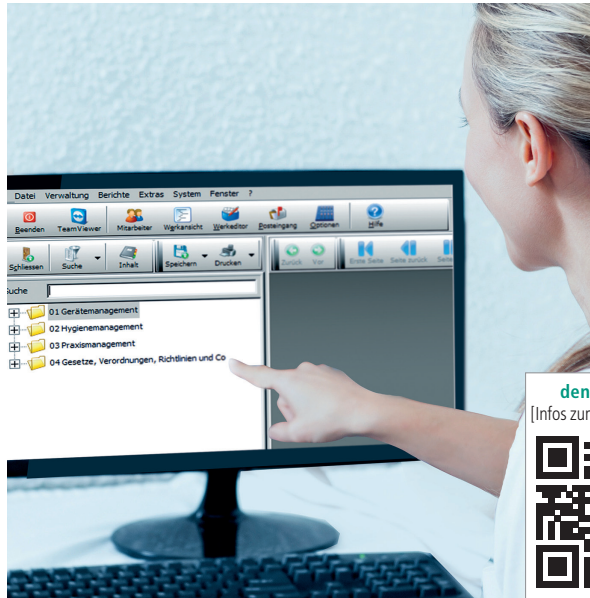 Datei Verwaltung Berichte Extras System Fenster ?
Beenden TeamViewer Mitarbeiter Werkansicht Werkeditor Posteingang Optionen Hilfe
Schliessen Suche Inhalt Speichern Drucken Zurück Vor Erste Seite Seite zurück Seite
Suche
01 Gerätemanagement
02 Hygienemanagement
03 Praxismanagement
04 Gesetze, Verordnungen, Richtlinien und Co
den
[Infos zur